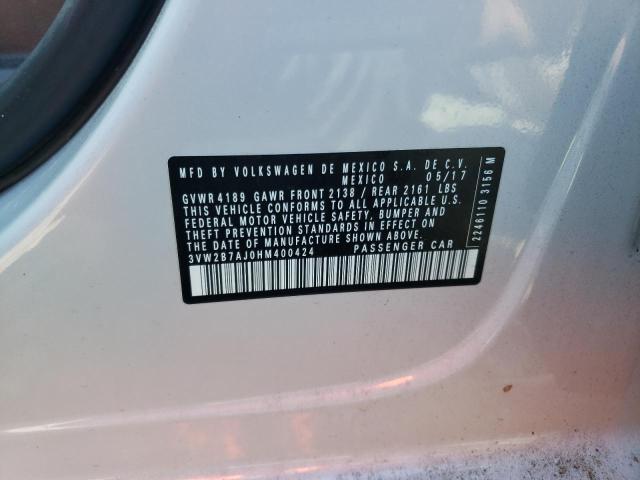 MFD BY VOLKSWAGEN DE MEXICO S.A. DE C.V.
MEXICO 05/17
GVWR 4189 GAWR FRONT 2138 / REAR 2161 LBS
THIS VEHICLE CONFORMS TO ALL APPLICABLE U.S.
FEDERAL MOTOR VEHICLE SAFETY, BUMPER AND
THEFT PREVENTION STANDARDS IN EFFECT ON
THE DATE OF MANUFACTURE SHOWN ABOVE
3VW2B7AJ0HM400424 PASSENGER CAR
2246110 3156 M